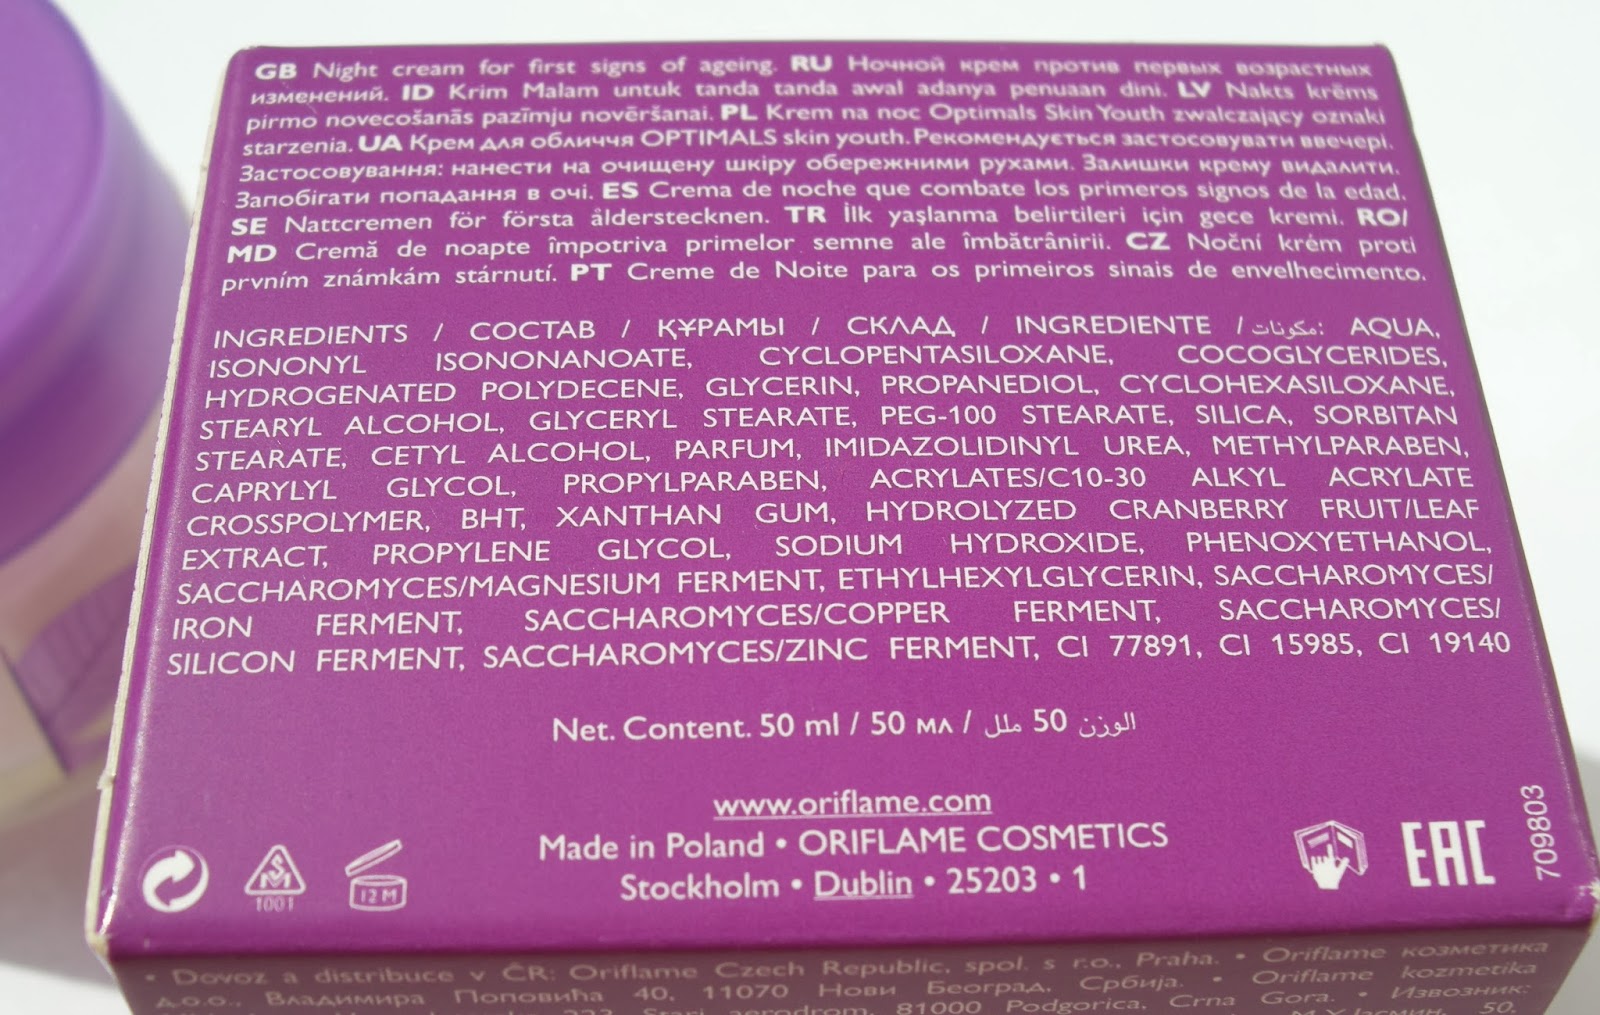 GB Night cream for first signs of ageing. RU Ночной крем против первых возрастных
изменений. ID Krim Malam untuk tanda tanda awal adanya penuaan dini. LV Nakts krēms
pirmo novecošanās pazīmju novēršanai. PL Krem na noc Optimals Skin Youth zwalczający oznaki
starzenia. UA Крем для обличчя OPTIMALS skin youth. Рекомендується застосовувати ввечері.
Застосовування: нанести на очищену шкіру обережними рухами. Залишки крему видалити.
Запобігати попадання в очі. ES Crema de noche que combate los primeros signos de la edad.
SE Nattcremen för första ålderstecknen. TR İlk yaşlanma belirtileri için gece kremi. RO/
MD Cremă de noapte împotriva primelor semne ale îmbătrânirii. CZ Noční krém proti
prvním známkám stárnutí. PT Creme de Noite para os primeiros sinais de envelhecimento.
INGREDIENTS / СОСТАВ / ҚҰРАМЫ / СКЛАД / INGREDIENTE / مكونات: AQUA,
ISONONYL ISONONANOATE, CYCLOPENTASILOXANE, COCOGLYCERIDES,
HYDROGENATED POLYDECENE, GLYCERIN, PROPANEDIOL, CYCLOHEXASILOXANE,
STEARYL ALCOHOL, GLYCERYL STEARATE, PEG-100 STEARATE, SILICA, SORBITAN
STEARATE, CETYL ALCOHOL, PARFUM, IMIDAZOLIDINYL UREA, METHYLPARABEN,
CAPRYLYL GLYCOL, PROPYLPARABEN, ACRYLATES/C10-30 ALKYL ACRYLATE
CROSSPOLYMER, BHT, XANTHAN GUM, HYDROLYZED CRANBERRY FRUIT/LEAF
EXTRACT, PROPYLENE GLYCOL, SODIUM HYDROXIDE, PHENOXYETHANOL,
SACCHAROMYCES/MAGNESIUM FERMENT, ETHYLHEXYLGLYCERIN, SACCHAROMYCES/
IRON FERMENT, SACCHAROMYCES/COPPER FERMENT, SACCHAROMYCES/
SILICON FERMENT, SACCHAROMYCES/ZINC FERMENT, CI 77891, CI 15985, CI 19140
Net. Content. 50 ml / 50 мл / الوزن 50 ملل
www.oriflame.com
Made in Poland • ORIFLAME COSMETICS
Stockholm • Dublin • 25203 • 1
1001
12 M
EAC
709803
• Dovoz a distribuce v ČR: Oriflame Czech Republic, spol. s r.o., Praha. • Oriflame козметика
д.о.о., Владимира Поповића 40, 11070 Нови Београд, Србија. • Oriflame kozmetika
81000 Podgorica, Crna Gora. • Извозник: